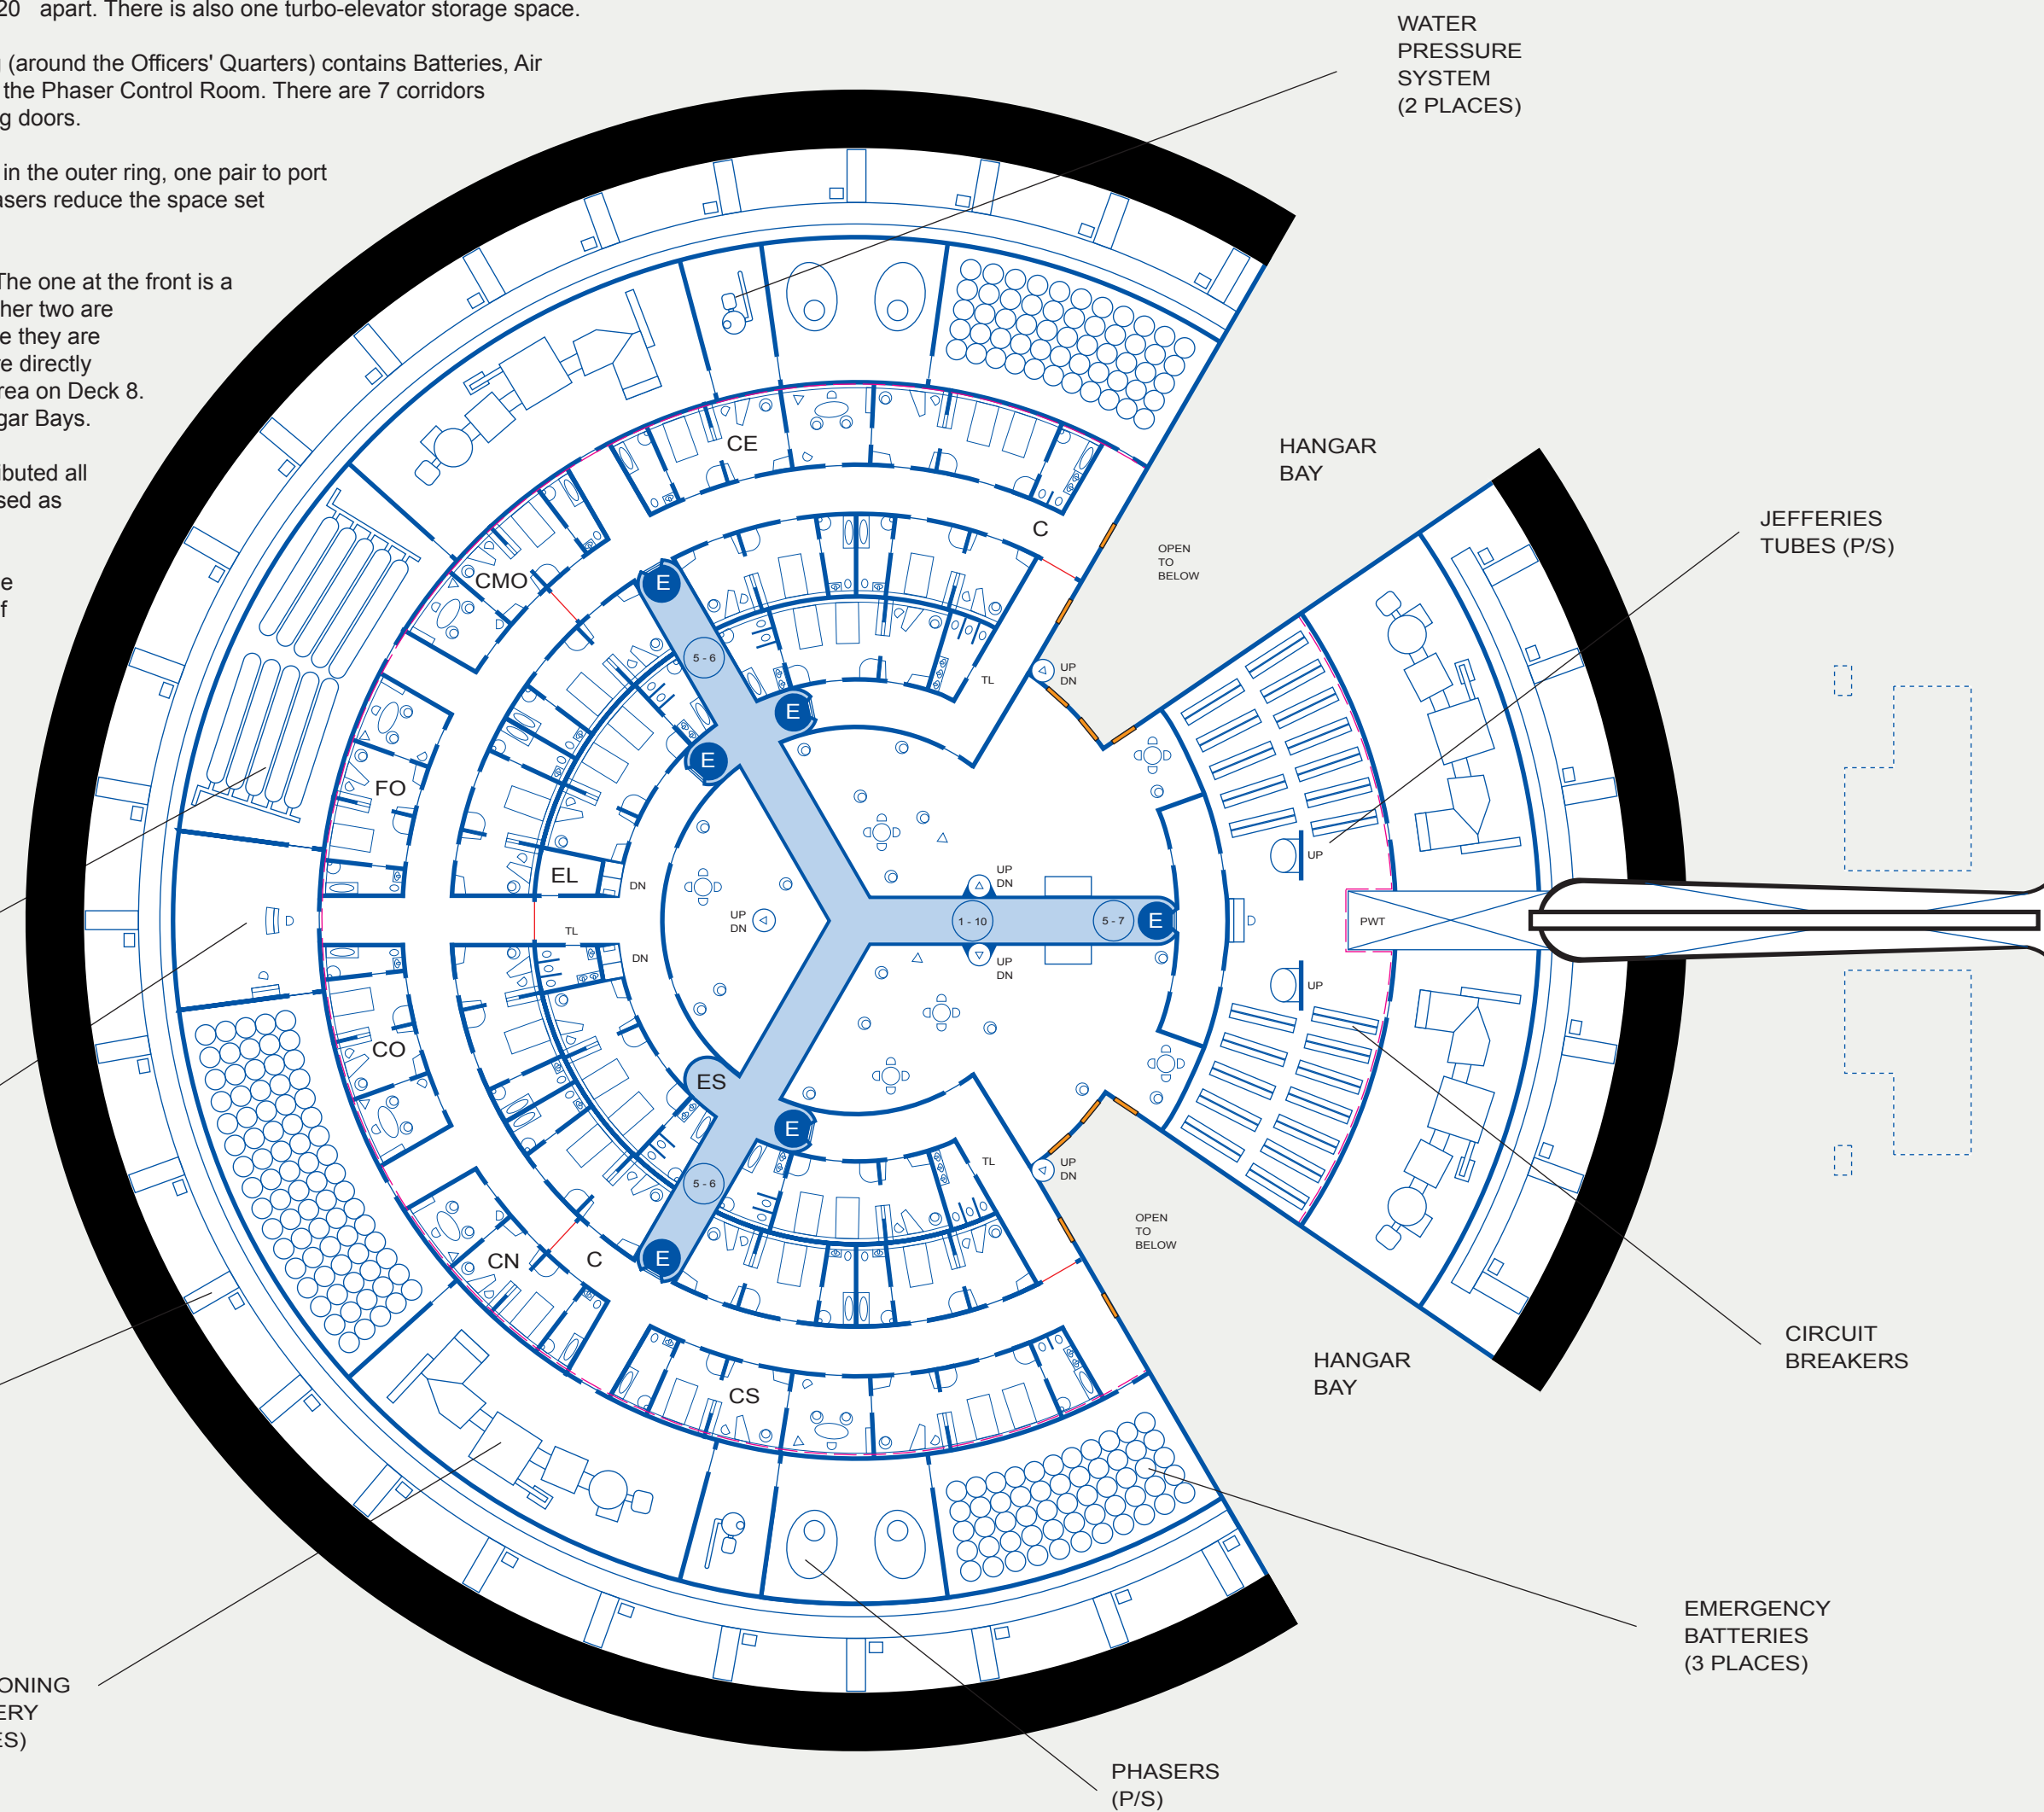 20 apart. There is also one turbo-elevator storage space.
(around the Officers' Quarters) contains Batteries, Air
the Phaser Control Room. There are 7 corridors
g doors.
in the outer ring, one pair to port
asers reduce the space set
The one at the front is a
her two are
e they are
e directly
rea on Deck 8.
gar Bays.
ibuted all
sed as
e
f
WATER
PRESSURE
SYSTEM
(2 PLACES)
HANGAR
BAY
JEFFERIES
TUBES (P/S)
OPEN
TO
BELOW
CE
C
CMO
E
5 - 6
UP
DN
TL
E
E
FO
EL
DN
UP
DN
UP
DN
1 - 10
5 - 7
E
UP
PWT
TL
DN
UP
DN
UP
CO
ES
E
5 - 6
TL
UP
DN
OPEN
TO
BELOW
CN
C
E
CS
HANGAR
BAY
CIRCUIT
BREAKERS
EMERGENCY
BATTERIES
(3 PLACES)
ONING
ERY
ES)
PHASERS
(P/S)